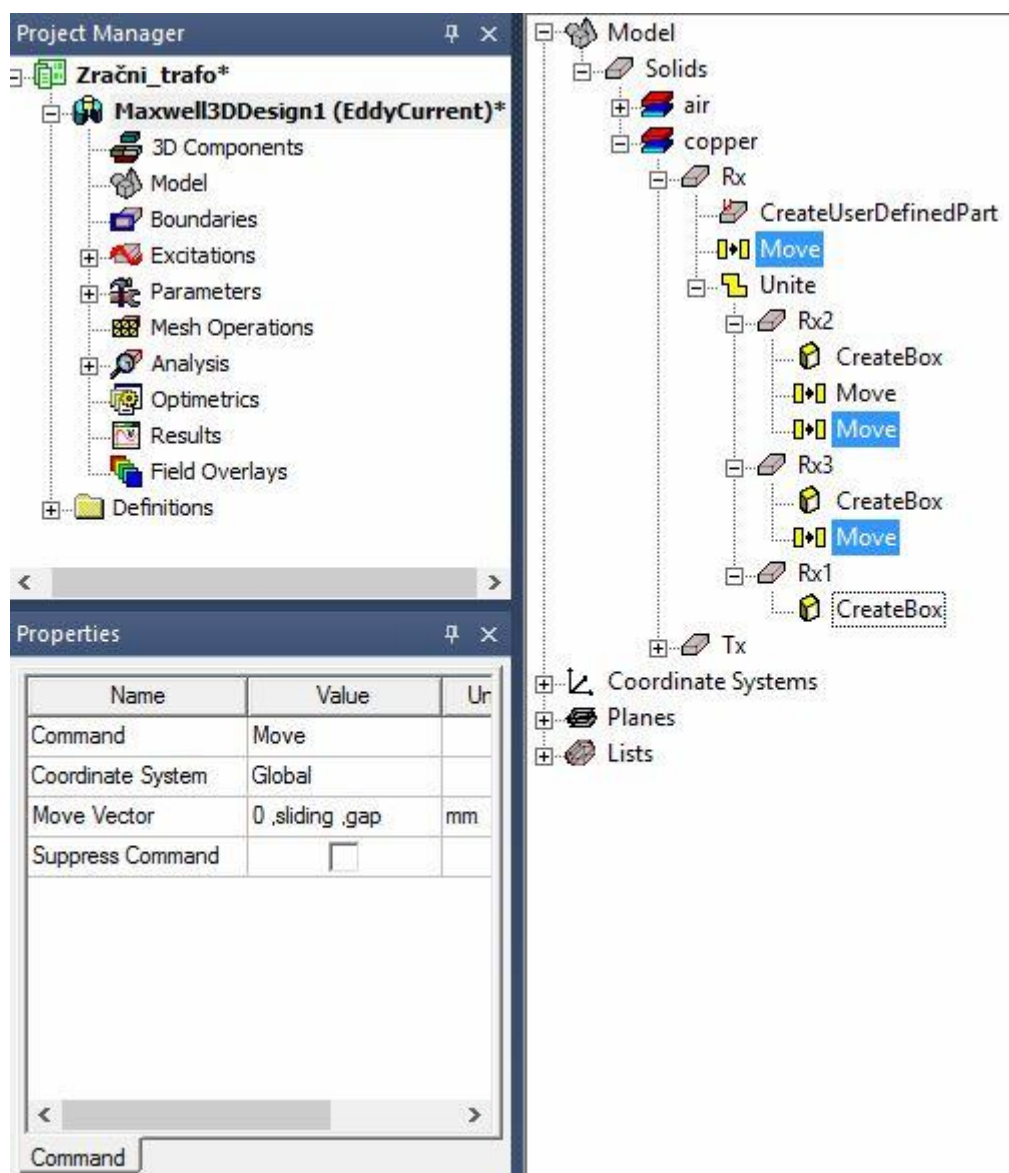 Project Manager
Zračni_trafo*
Maxwell3DDesign1 (EddyCurrent)*
3D Components
Model
Boundaries
Excitations
Parameters
Mesh Operations
Analysis
Optimetrics
Results
Field Overlays
Definitions
Properties
Name Value Ur
Command Move
Coordinate System Global
Move Vector 0 ,sliding ,gap mm
Suppress Command
Command
Model
Solids
air
copper
Rx
CreateUserDefinedPart
Move
Unite
Rx2
CreateBox
Move
Move
Rx3
CreateBox
Move
Rx1
CreateBox
Tx
Coordinate Systems
Planes
Lists